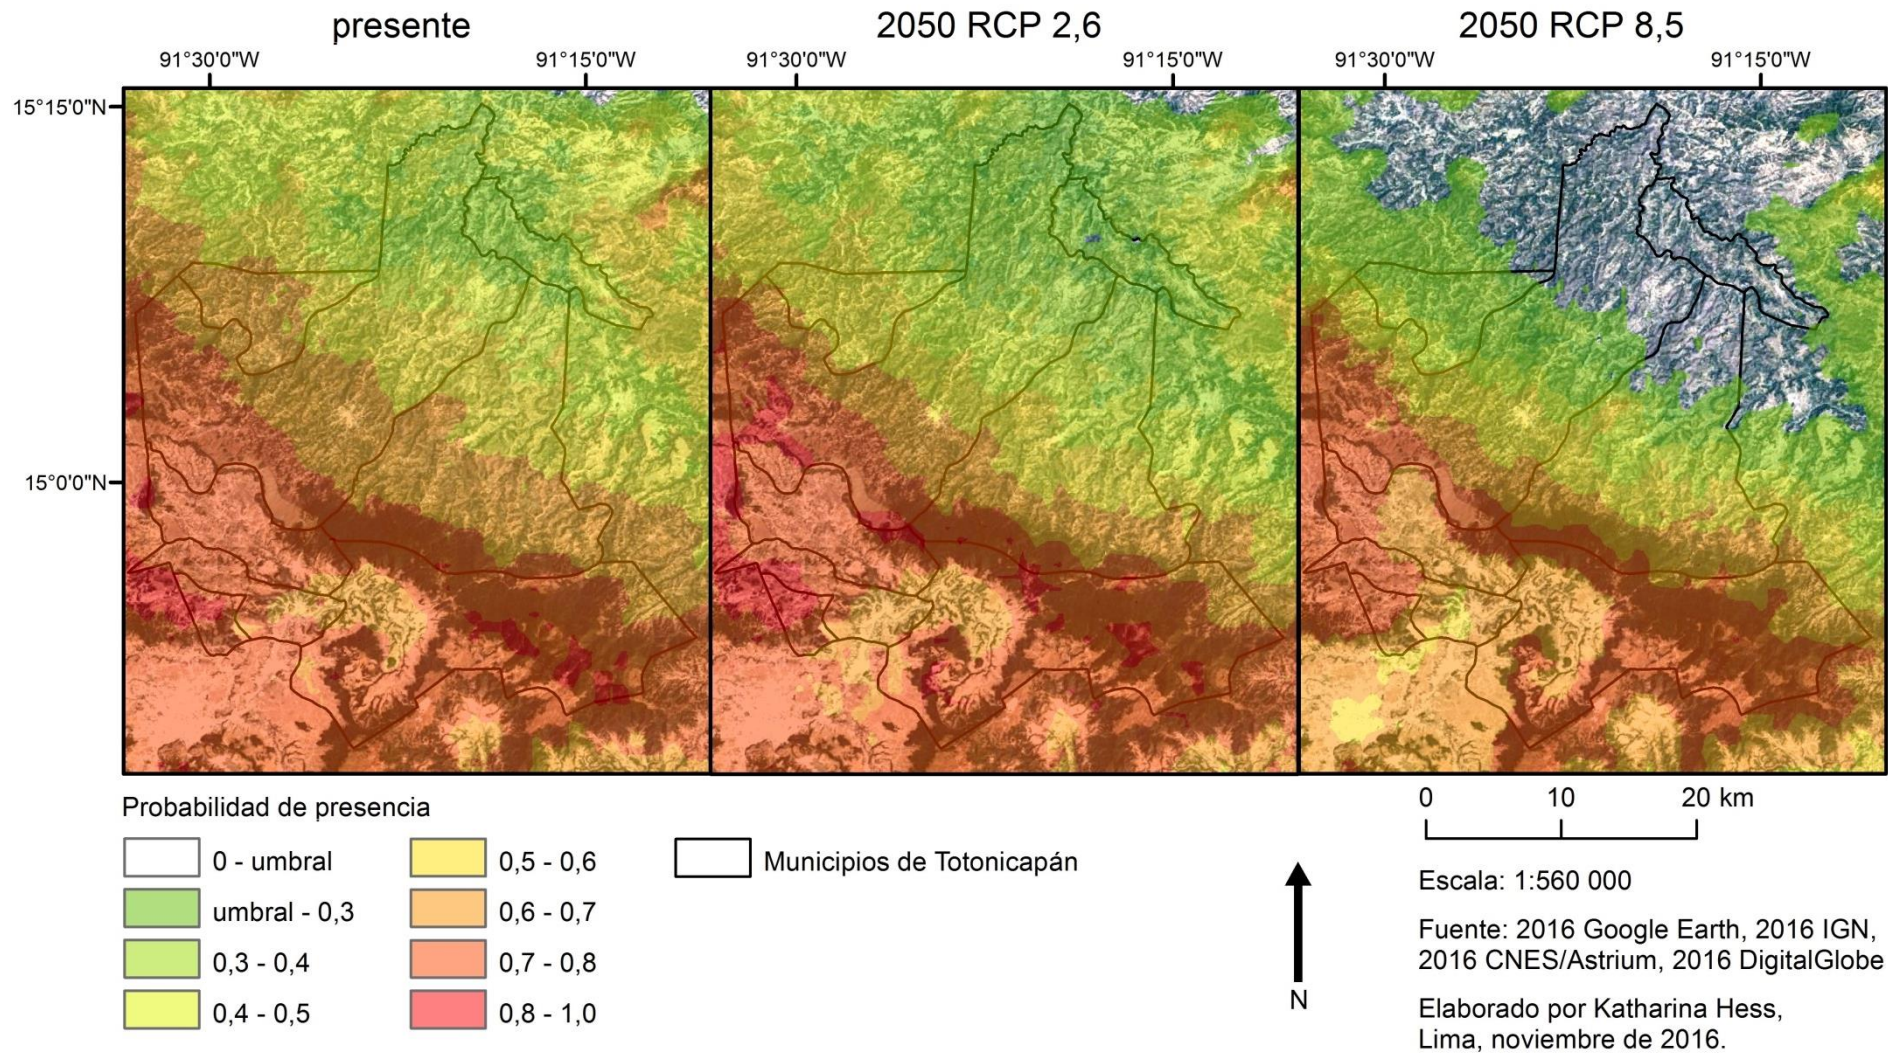 presente
2050 RCP 2,6
2050 RCP 8,5
91°30'0"W
91°15'0"W
91°30'0"W
91°15'0"W
91°30'0"W
91°15'0"W
15°15'0"N
15°0'0"N
Probabilidad de presencia
0 - umbral
umbral - 0,3
0,3 - 0,4
0,4 - 0,5
0,5 - 0,6
0,6 - 0,7
0,7 - 0,8
0,8 - 1,0
Municipios de Totonicapán
N
0 10 20 km
Escala: 1:560 000
Fuente: 2016 Google Earth, 2016 IGN,
2016 CNES/Astrium, 2016 DigitalGlobe
Elaborado por Katharina Hess,
Lima, noviembre de 2016.